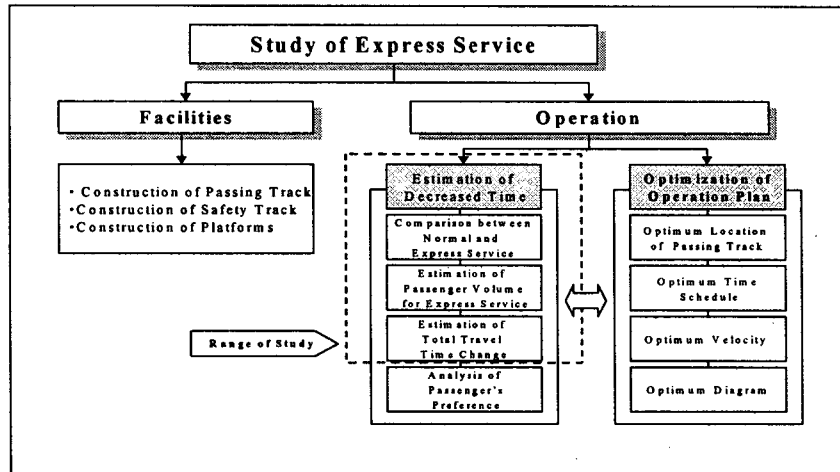 Study of Express Service
Facilities
Operation
• Construction of Passing Track
• Construction of Safety Track
• Construction of Platforms
Estimation of
Decreased Time
Comparison between
Normal and
Express Service
Estimation of
Passenger Volume
for Express Service
Estimation of
Total Travel
Time Change
Analysis of
Passenger's
Preference
Optimization of
Operation Plan
Optimum Location
of Passing Track
Optimum Time
Schedule
Optimum Velocity
Optimum Diagram
Range of Study